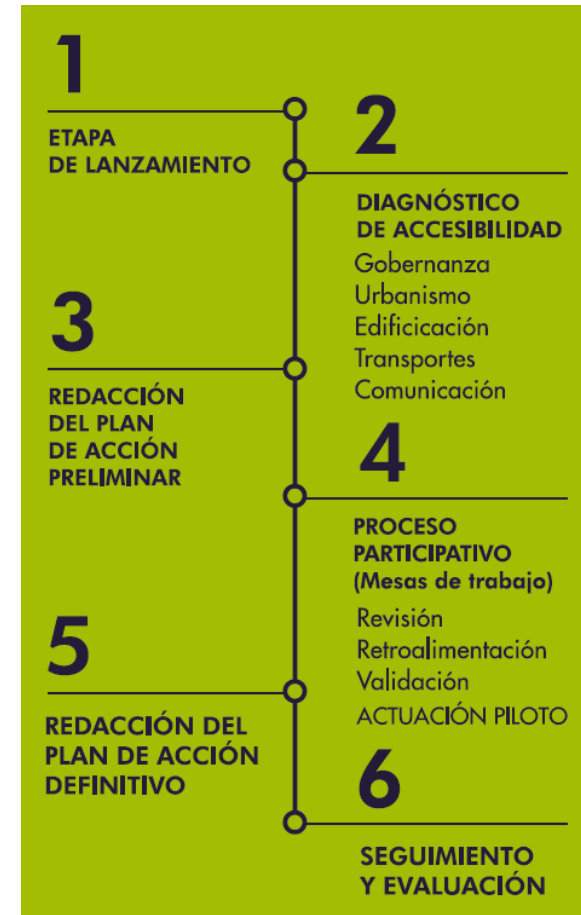 1
ETAPA
DE LANZAMIENTO
2
DIAGNÓSTICO
DE ACCESIBILIDAD
Gobernanza
Urbanismo
Edificicación
Transportes
Comunicación
3
REDACCIÓN
DEL PLAN
DE ACCIÓN
PRELIMINAR
4
PROCESO
PARTICIPATIVO
(Mesas de trabajo)
Revisión
Retroalimentación
Validación
ACTUACIÓN PILOTO
5
REDACCIÓN DEL
PLAN DE ACCIÓN
DEFINITIVO
6
SEGUIMIENTO
Y EVALUACIÓN